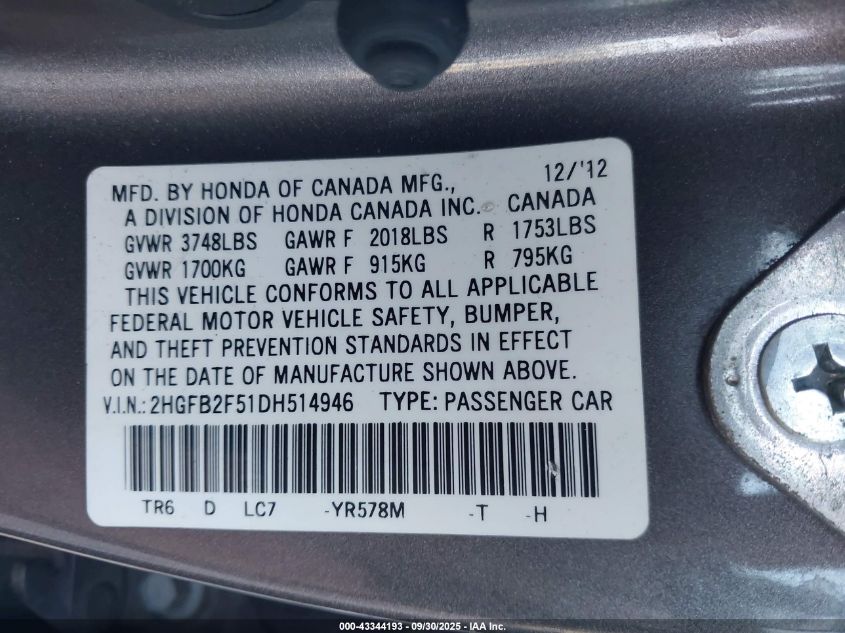 12/'12
MFD. BY HONDA OF CANADA MFG.,
A DIVISION OF HONDA CANADA INC. CANADA
GVWR 3748LBS GAWR F 2018LBS R 1753LBS
GVWR 1700KG GAWR F 915KG R 795KG
THIS VEHICLE CONFORMS TO ALL APPLICABLE
FEDERAL MOTOR VEHICLE SAFETY, BUMPER,
AND THEFT PREVENTION STANDARDS IN EFFECT
ON THE DATE OF MANUFACTURE SHOWN ABOVE.
V.I.N.: 2HGFB2F51DH514946 TYPE: PASSENGER CAR
TR6 D LC7 -YR578M -T -H
000-43344193 - 09/30/2025 - IAA Inc.